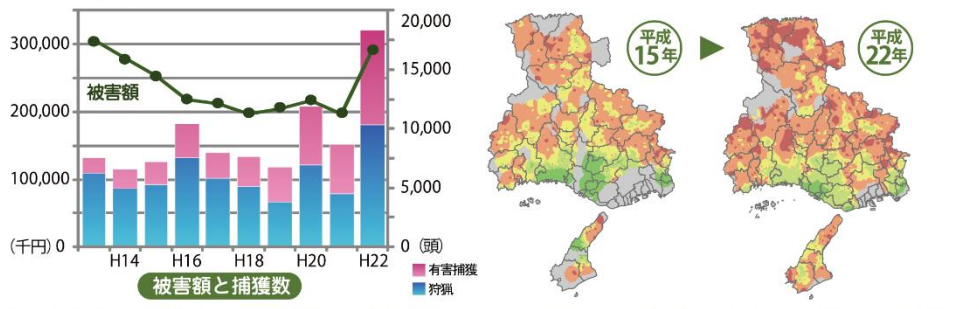 300,000
200,000
100,000
(千円) 0
被害額
20,000
15,000
10,000
5,000
0 (頭)
H14 H16 H18 H20 H22
被害額と捕獲数
有害捕獲
狩猟
平成
15年
平成
22年